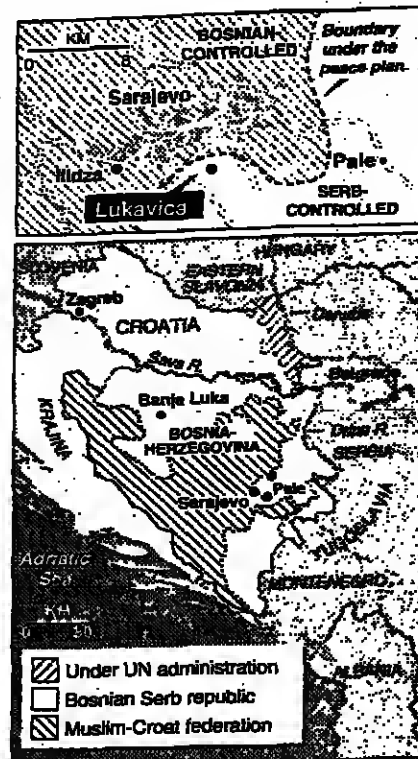 KM
0 8
BOSNIAN-
CONTROLLED
Boundary
under the
peace plan
Sarajevo
Ilidza
Lukavica
Pale
SERB-
CONTROLLED
HUNGARY
SLOVENIA
EASTERN
SLAVONIA
Zagreb
CROATIA
Danube
Sava R.
Belgrade
Banja Luka
KRAJINA
BOSNIA-
HERZEGOVINA
Drina R.
SERBIA
Sarajevo
Pale
YUGOSLAVIA
Adriatic
Sea
MONTENEGRO
KM
0 50
ALBANIA
Under UN administration
Bosnian Serb republic
Muslim-Croat federation